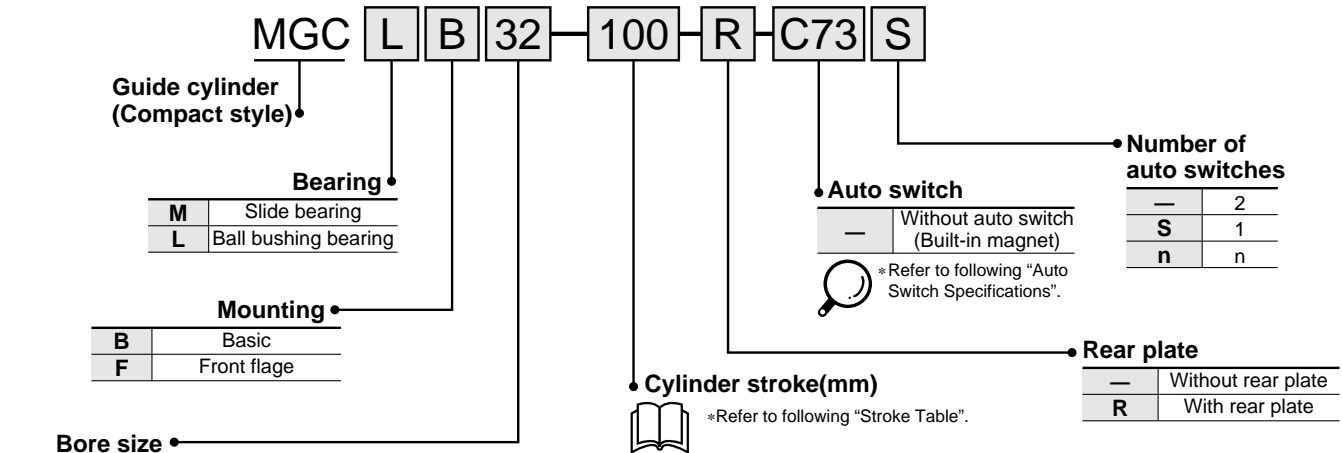 MGC L B 32 — 100 — R — C73 S
Guide cylinder
(Compact style)
Bearing
M Slide bearing
L Ball bushing bearing
Mounting
B Basic
F Front flage
Bore size
Cylinder stroke(mm)
*Refer to following “Stroke Table”.
Auto switch
— Without auto switch
(Built-in magnet)
*Refer to following “Auto
Switch Specifications”.
Number of
auto switches
— 2
S 1
n n
Rear plate
— Without rear plate
R With rear plate